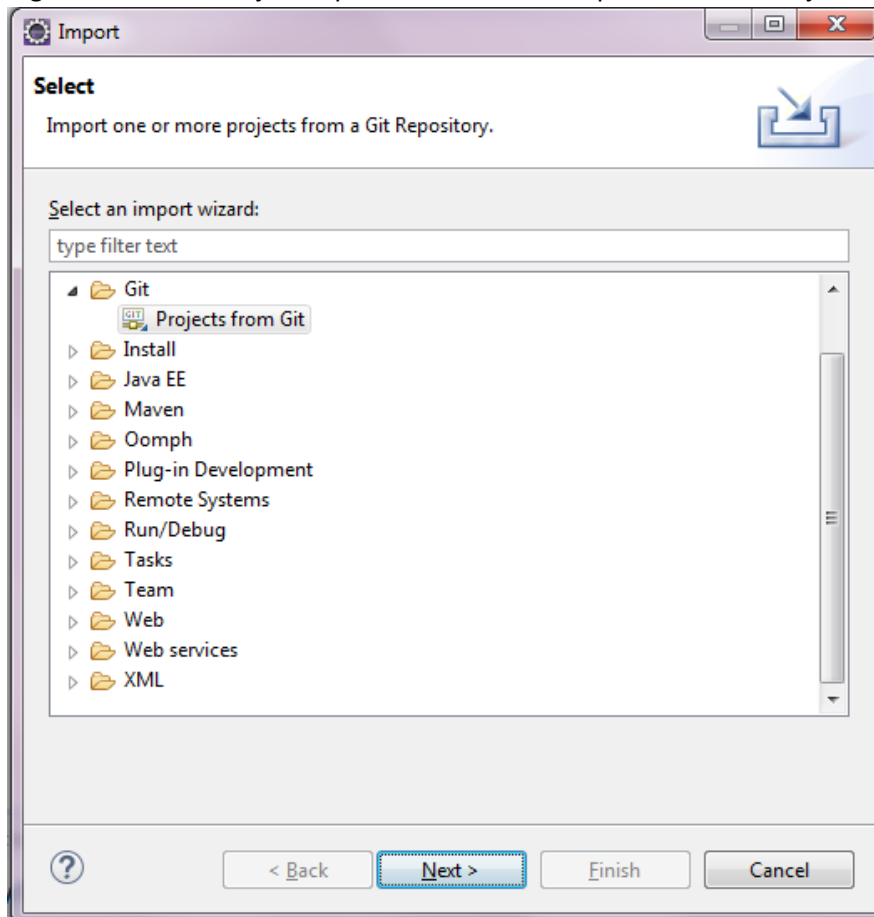 Import
Select
Import one or more projects from a Git Repository.
Select an import wizard:
type filter text
Git
GIT Projects from Git
Install
Java EE
Maven
Oomph
Plug-in Development
Remote Systems
Run/Debug
Tasks
Team
Web
Web services
XML
? < Back Next > Finish Cancel